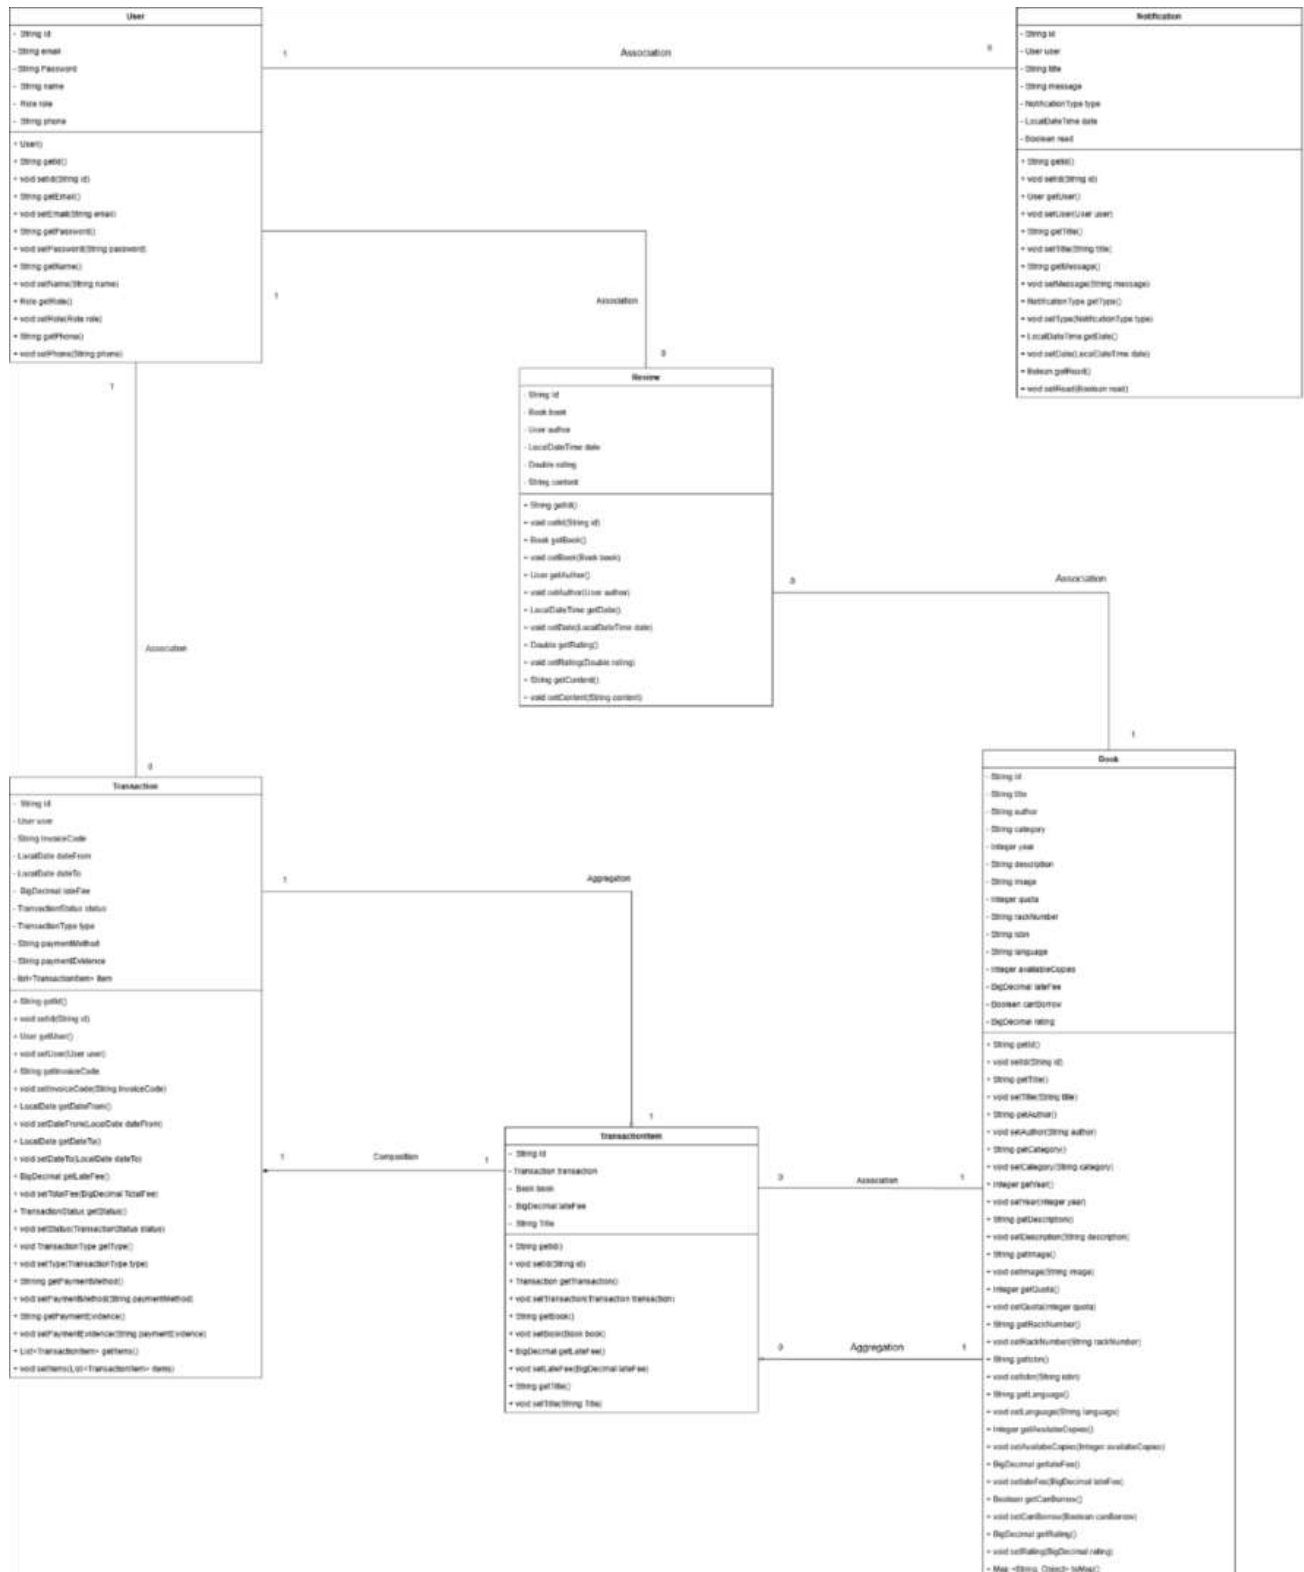 User
- String id
- String email
- String Password
- String name
- Role role
- String phone
+ User()
+ String getId()
+ void setId(String id)
+ String getEmail()
+ void setEmail(String email)
+ String getPassword()
+ void setPassword(String password)
+ String getName()
+ void setName(String name)
+ Role getRole()
+ void setRole(Role role)
+ String getPhone()
+ void setPhone(String phone)
1
Association
Notification
- String id
- User user
- String title
- String message
- NotificationType type
- LocalDateTime date
- Boolean read
+ String getId()
+ void setId(String id)
+ User getUser()
+ void setUser(User user)
+ String getTitle()
+ void setTitle(String title)
+ String getMessage()
+ void setMessage(String message)
+ NotificationType getType()
+ void setType(NotificationType type)
+ LocalDateTime getDate()
+ void setDate(LocalDateTime date)
+ getRead()
+ void setRead(Boolean read)
1
Association
Review
- String id
- Book book
- User author
- LocalDateTime date
- Double rating
- String content
+ String getId()
+ void setId(String id)
+ Book getBook()
+ void setBook(Book book)
+ User getAuthor()
+ void setAuthor(User author)
+ LocalDateTime getDate()
+ void setDate(LocalDateTime date)
+ Double getRating()
+ void setRating(Double rating)
+ String getContent()
+ void setContent(String content)
Association
1
1
Association
Transaction
- String id
- User user
- String InvoiceCode
- LocalDate dateFrom
- LocalDate dateTo
- BigDecimal lateFee
- TransactionStatus status
- TransactionType type
- String paymentMethod
- String paymentEvidence
- list<TransactionItem> item
+ String getId()
+ void setId(String id)
+ User getUser()
+ void setUser(User user)
+ String getInvoiceCode
+ void setInvoiceCode(String InvoiceCode)
+ LocalDate getDateFrom()
+ void setDateFrom(LocalDate dateFrom)
+ LocalDate getDateTo()
+ void setDateTo(LocalDate dateTo)
+ BigDecimal getLateFee()
+ void setTotalFee(BigDecimal TotalFee)
+ TransactionStatus getStatus()
+ void setStatus(TransactionStatus status)
+ void TransactionType getType()
+ void setType(TransactionType type)
+ getPaymentMethod()
+ void setPaymentMethod(String paymentMethod)
+ String getPaymentEvidence()
+ void setPaymentEvidence(String paymentEvidence)
+ List<TransactionItem> getItems()
+ void setItems(List<TransactionItem> items)
1
Aggregation
1
1
Composition
1
TransactionItem
- String id
- Transaction transaction
- Book book
- BigDecimal lateFee
- String Title
+ String getId()
+ void setId(String id)
+ Transaction getTransaction()
+ void setTransaction(Transaction transaction)
+ String getBook()
+ void setBook(Book book)
+ BigDecimal getLateFee()
+ void setLateFee(BigDecimal lateFee)
+ String getTitle()
+ void setTitle(String Title)
Association
1
Aggregation
1
Book
- String id
- String title
- String author
- String category
- Integer year
- String description
- String image
- Integer quota
- String rackNumber
- String isbn
- String language
- Integer availableCopies
- BigDecimal lateFee
- Boolean canBorrow
- BigDecimal rating
+ String getId()
+ void setId(String id)
+ String getTitle()
+ void setTitle(String title)
+ String getAuthor()
+ void setAuthor(String author)
+ String getCategory()
+ void setCategory(String category)
+ Integer getYear()
+ void setYear(Integer year)
+ String getDescription()
+ void setDescription(String description)
+ String getImage()
+ void setImage(String image)
+ Integer getQuota()
+ void setQuota(Integer quota)
+ String getRackNumber()
+ void setRackNumber(String rackNumber)
+ String getIsbn()
+ void setIsbn(String isbn)
+ String getLanguage()
+ void setLanguage(String language)
+ Integer
+ void
+ BigDecimal getlateFee()
+ void setlateFee(BigDecimal lateFee)
+ Boolean getCanBorrow()
+ void setCanBorrow(Boolean canBorrow)
+ BigDecimal getRating()
+ void setRating(BigDecimal rating)
+ Map <String, Object> toMap()